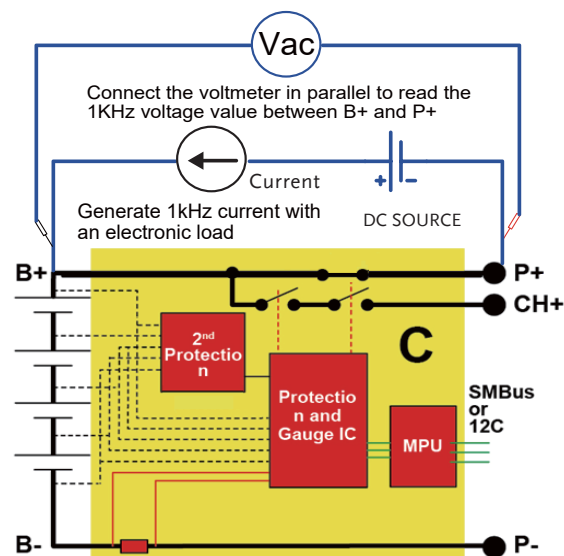 Vac
Connect the voltmeter in parallel to read the
1KHz voltage value between B+ and P+
Current
+ -
Generate 1kHz current with
an electronic load
DC SOURCE
B+
P+
CH+
2nd
Protectio
n
C
Protectio
n and
Gauge IC
MPU
SMBus
or
12C
B-
P-